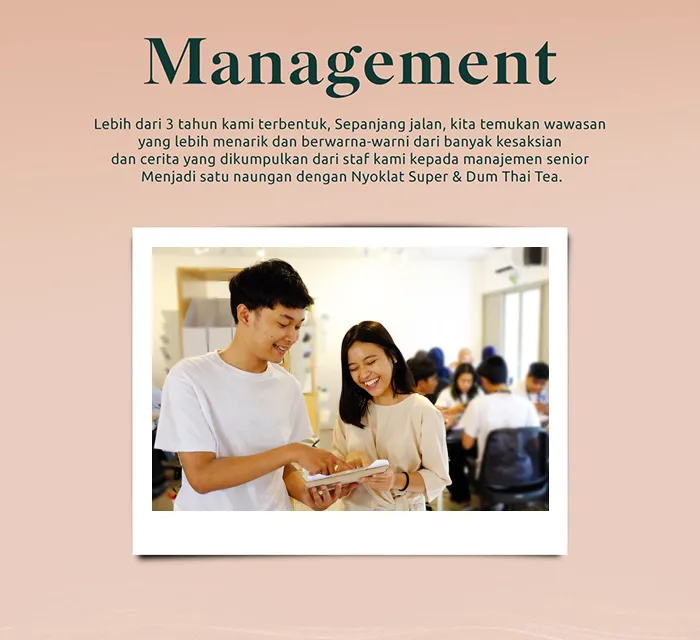 Management
Lebih dari 3 tahun kami terbentuk, Sepanjang jalan, kita temukan wawasan
yang lebih menarik dan berwarna-warni dari banyak kesaksian
dan cerita yang dikumpulkan dari staf kami kepada manajemen senior
Menjadi satu naungan dengan Nyoklat Super & Dum Thai Tea.